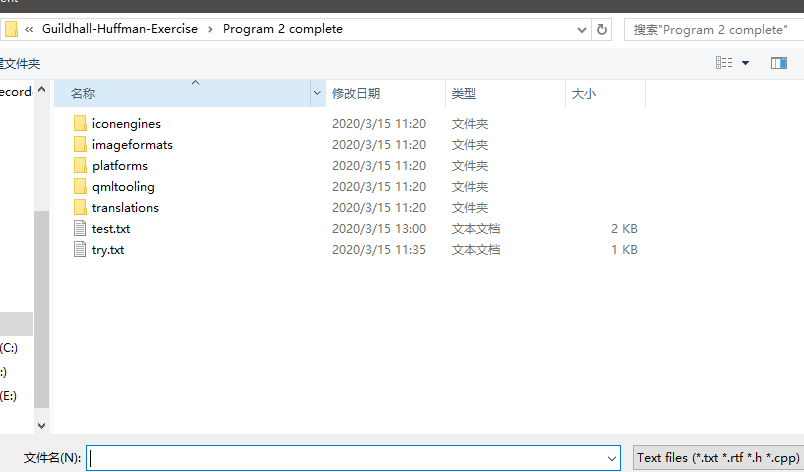 ent
« Guildhall-Huffman-Exercise > Program 2 complete
搜索"Program 2 complete"
建文件夹
ecord
名称 修改日期 类型 大小
iconengines 2020/3/15 11:20 文件夹
imageformats 2020/3/15 11:20 文件夹
platforms 2020/3/15 11:20 文件夹
qmltooling 2020/3/15 11:20 文件夹
translations 2020/3/15 11:20 文件夹
test.txt 2020/3/15 13:00 文本文档 2 KB
try.txt 2020/3/15 11:35 文本文档 1 KB
(C:)
:)
(E:)
文件名(N):
Text files (*.txt *.rtf *.h *.cpp)